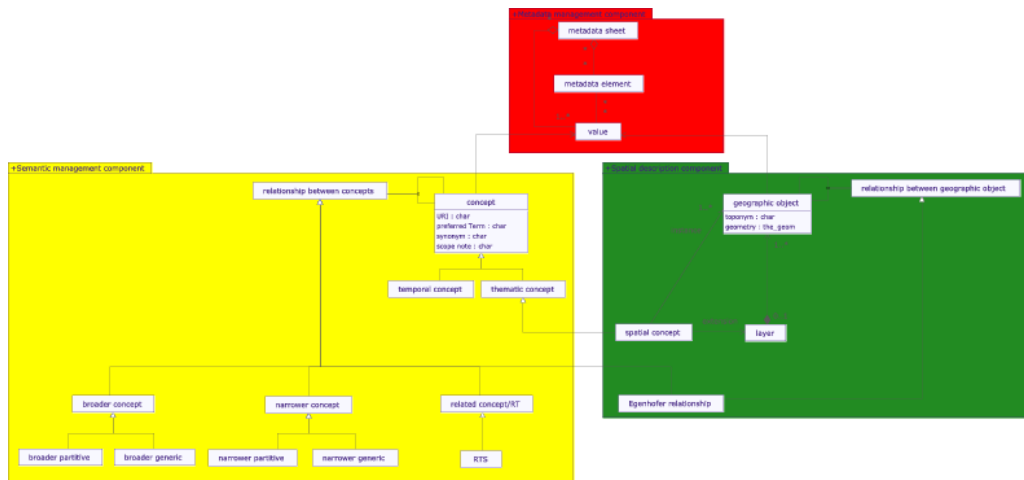 +Metadata management component
metadata sheet
metadata element
value
+Semantic management component
relationship between concepts
concept
URI : char
preferred Term : char
synonym : char
scope note : char
temporal concept
thematic concept
broader concept
narrower concept
related concept/RT
broader partitive
broader generic
narrower partitive
narrower generic
RTS
+Spatial description component
relationship between geographic object
geographic object
toponym : char
geometry : the_geom
spatial concept
layer
Egenhofer relationship